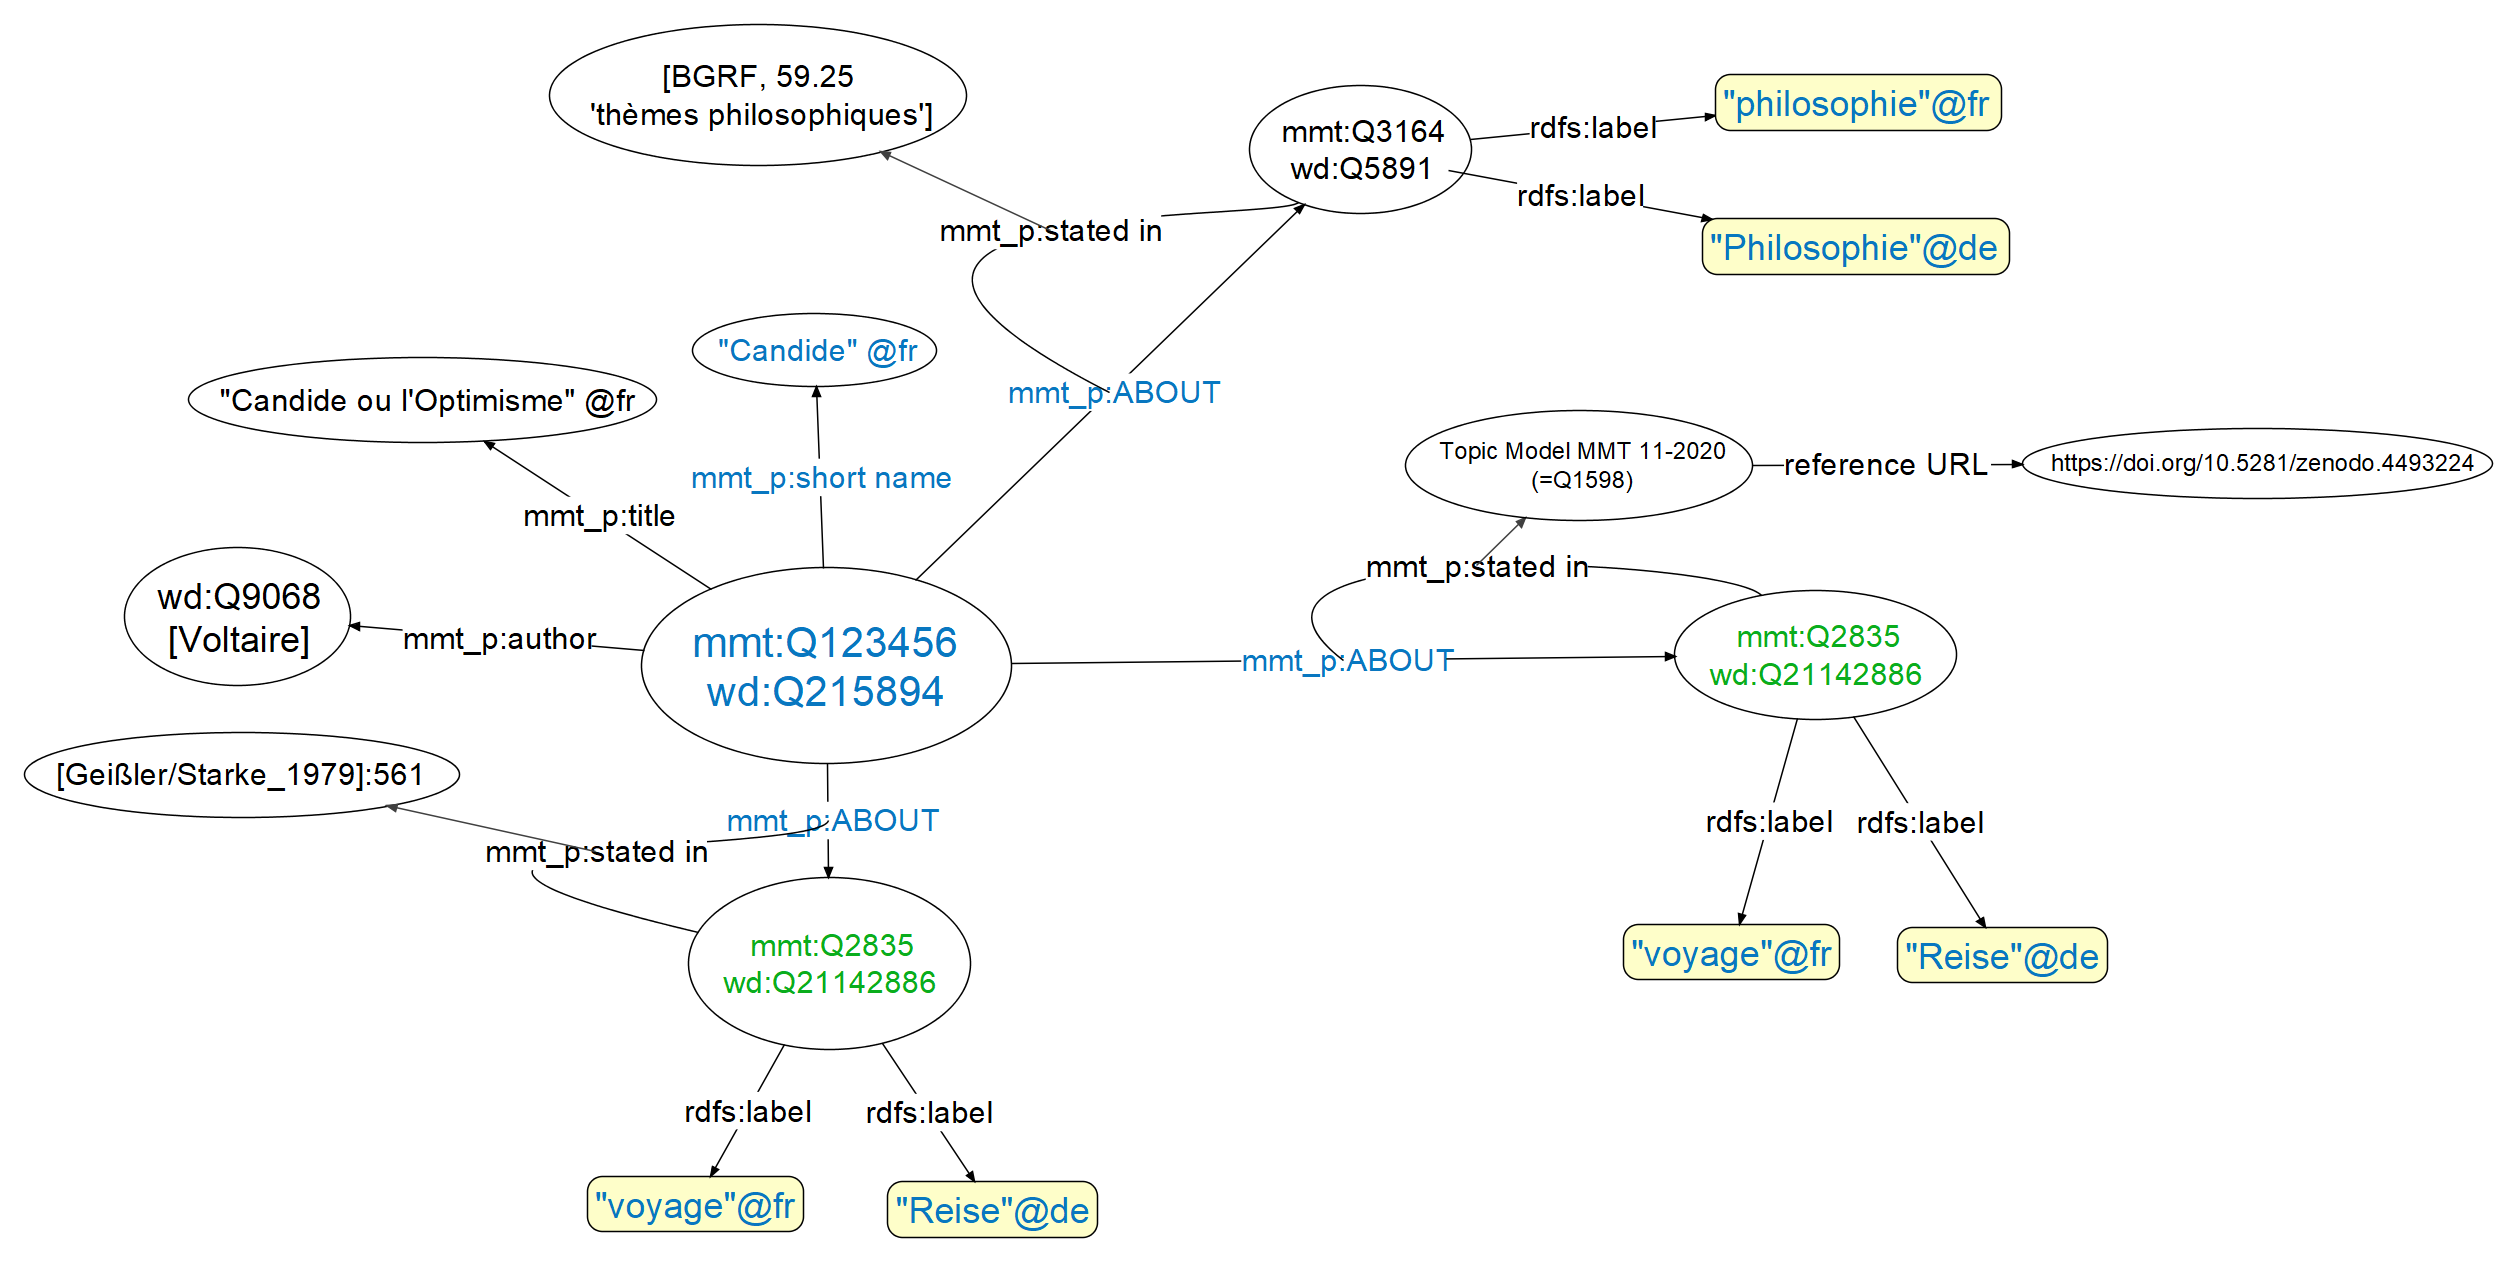 [BGRF, 59.25
'thèmes philosophiques']
mmt:Q3164
wd:Q5891
rdfs:label
"philosophie"@fr
rdfs:label
"Philosophie"@de
mmt_p:stated in
"Candide" @fr
mmt_p:ABOUT
"Candide ou l'Optimisme" @fr
Topic Model MMT 11-2020
(=Q1598)
reference URL
https://doi.org/10.5281/zenodo.4493224
mmt_p:short name
mmt_p:title
mmt_p:stated in
wd:Q9068
[Voltaire]
mmt_p:author
mmt:Q123456
wd:Q215894
mmt_p:ABOUT
mmt:Q2835
wd:Q21142886
[Geißler/Starke_1979]:561
mmt_p:ABOUT
mmt_p:stated in
rdfs:label
rdfs:label
mmt:Q2835
wd:Q21142886
"voyage"@fr
"Reise"@de
rdfs:label
rdfs:label
"voyage"@fr
"Reise"@de